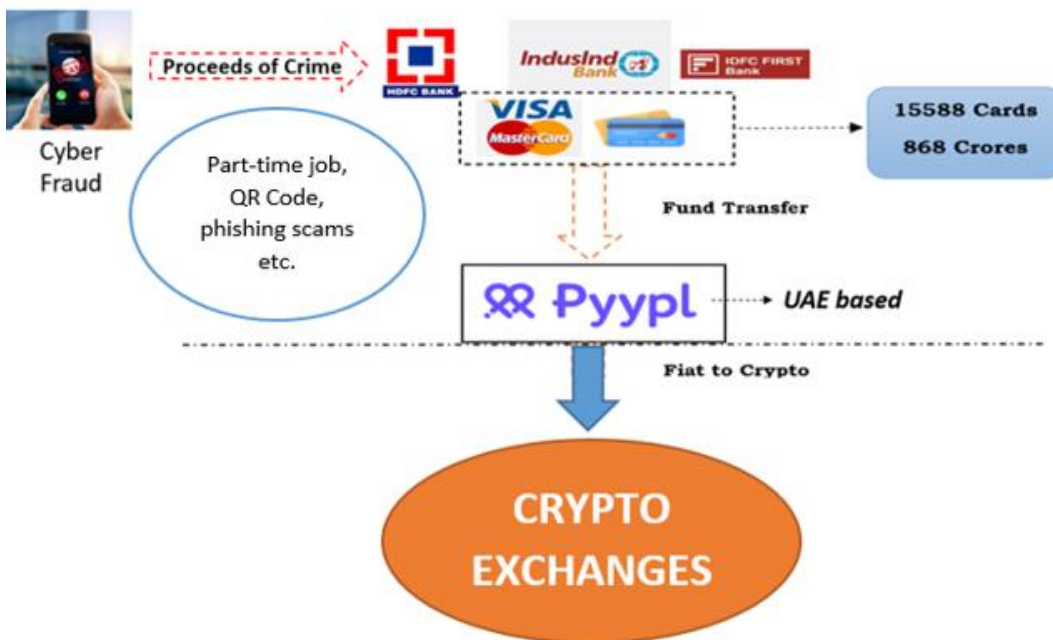 Proceeds of Crime
HDFC BANK
IndusInd
Bank
IDFC FIRST
Bank
VISA
MasterCard
15588 Cards
868 Crores
Cyber
Fraud
Part-time job,
QR Code,
phishing scams
etc.
Fund Transfer
Pyypl
UAE based
Fiat to Crypto
CRYPTO
EXCHANGES